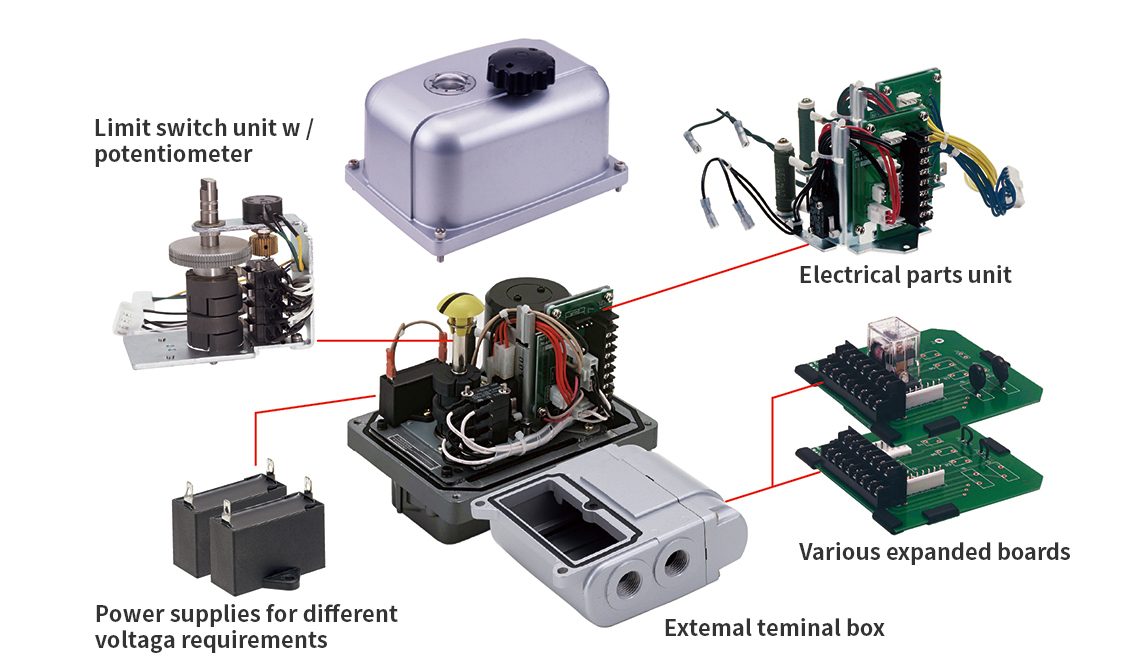 Limit switch unit w /
potentiometer
Electrical parts unit
Various expanded boards
Power supplies for different
voltaga requirements
Extemal teminal box